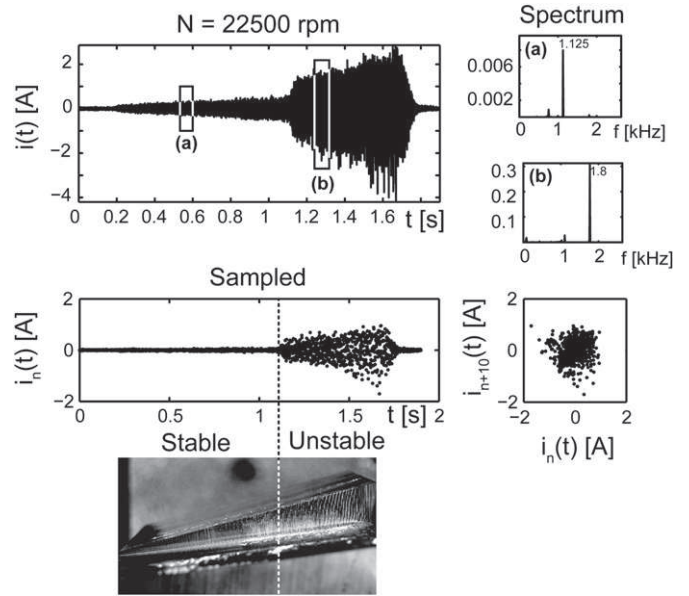 N = 22500 rpm
Spectrum
i(t) [A]
2
0
−2
−4
(a)
(b)
0 0.2 0.4 0.6 0.8 1 1.2 1.4 1.6 t [s]
(a)
1.125
0.006
0.002
0 1 2
f [kHz]
(b)
1.8
0.3
0.2
0.1
0 1 2
f [kHz]
Sampled
i_n(t) [A]
2
0
−2
0 0.5 1 1.5 t [s] 2
Stable Unstable
i_n+10(t) [A]
2
0
−2
−2 0 2
i_n(t) [A]